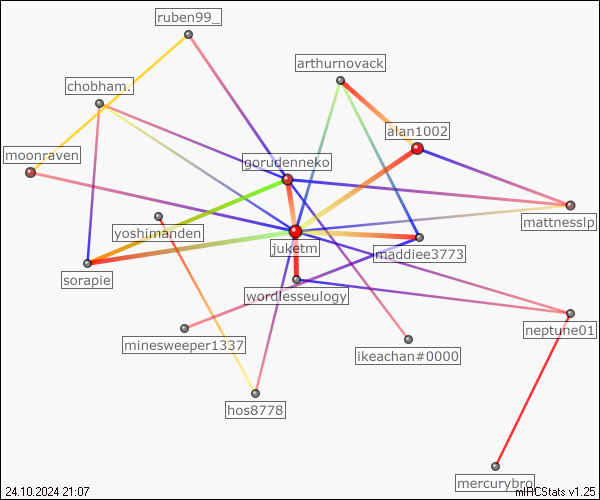 ruben99_
arthurnovack
chobham.
alan1002
moonraven
gorudenneko
mattnesslp
yoshimanden
juketm
maddiee3773
sorapie
wordlesseulogy
neptune01
minesweeper1337
ikeachan#0000
hos8778
mercurybro
24.10.2024 21:07
mIRCStats v1.25